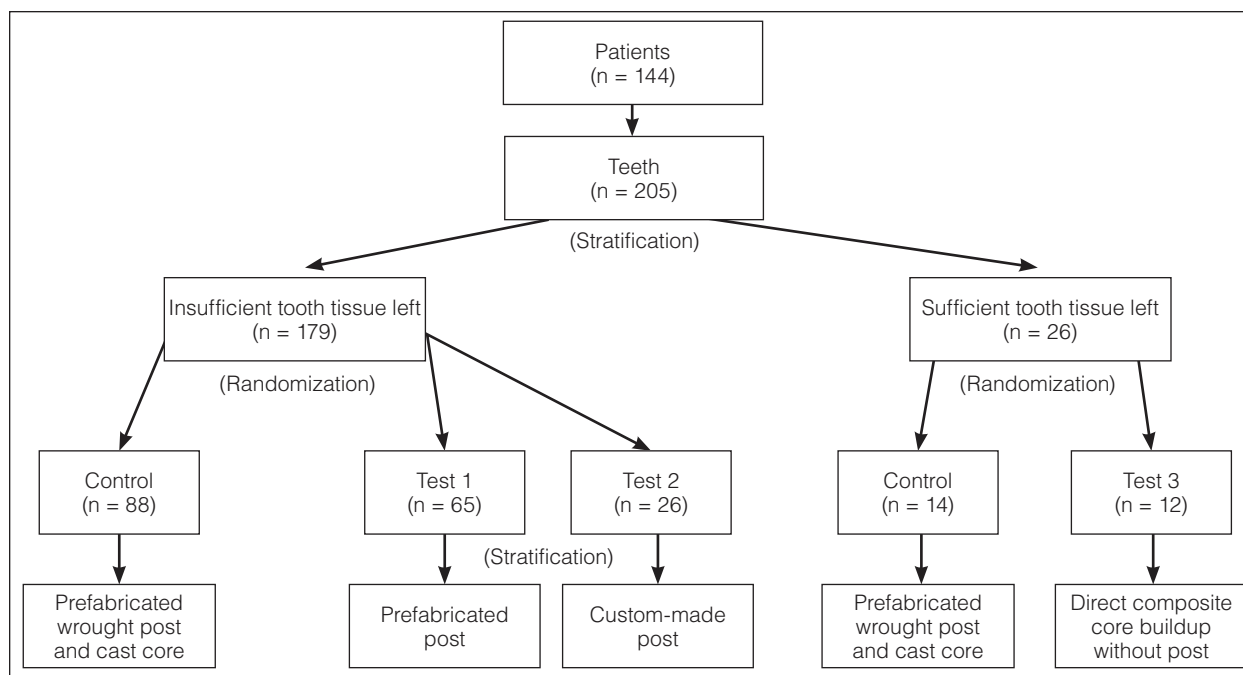 Patients
(n = 144)
Teeth
(n = 205)
(Stratification)
Insufficient tooth tissue left
(n = 179)
Sufficient tooth tissue left
(n = 26)
(Randomization)
(Randomization)
Control
(n = 88)
Test 1
(n = 65)
Test 2
(n = 26)
Control
(n = 14)
Test 3
(n = 12)
(Stratification)
Prefabricated
wrought post
and cast core
Prefabricated
post
Custom-made
post
Prefabricated
wrought post
and cast core
Direct composite
core buildup
without post